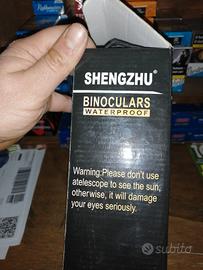 SHENGZHU
BINOCULARS
WATERPROOF
Warning:Please don't use
atelescope to see the sun,
otherwise, it will damage
your eyes seriously.
subito